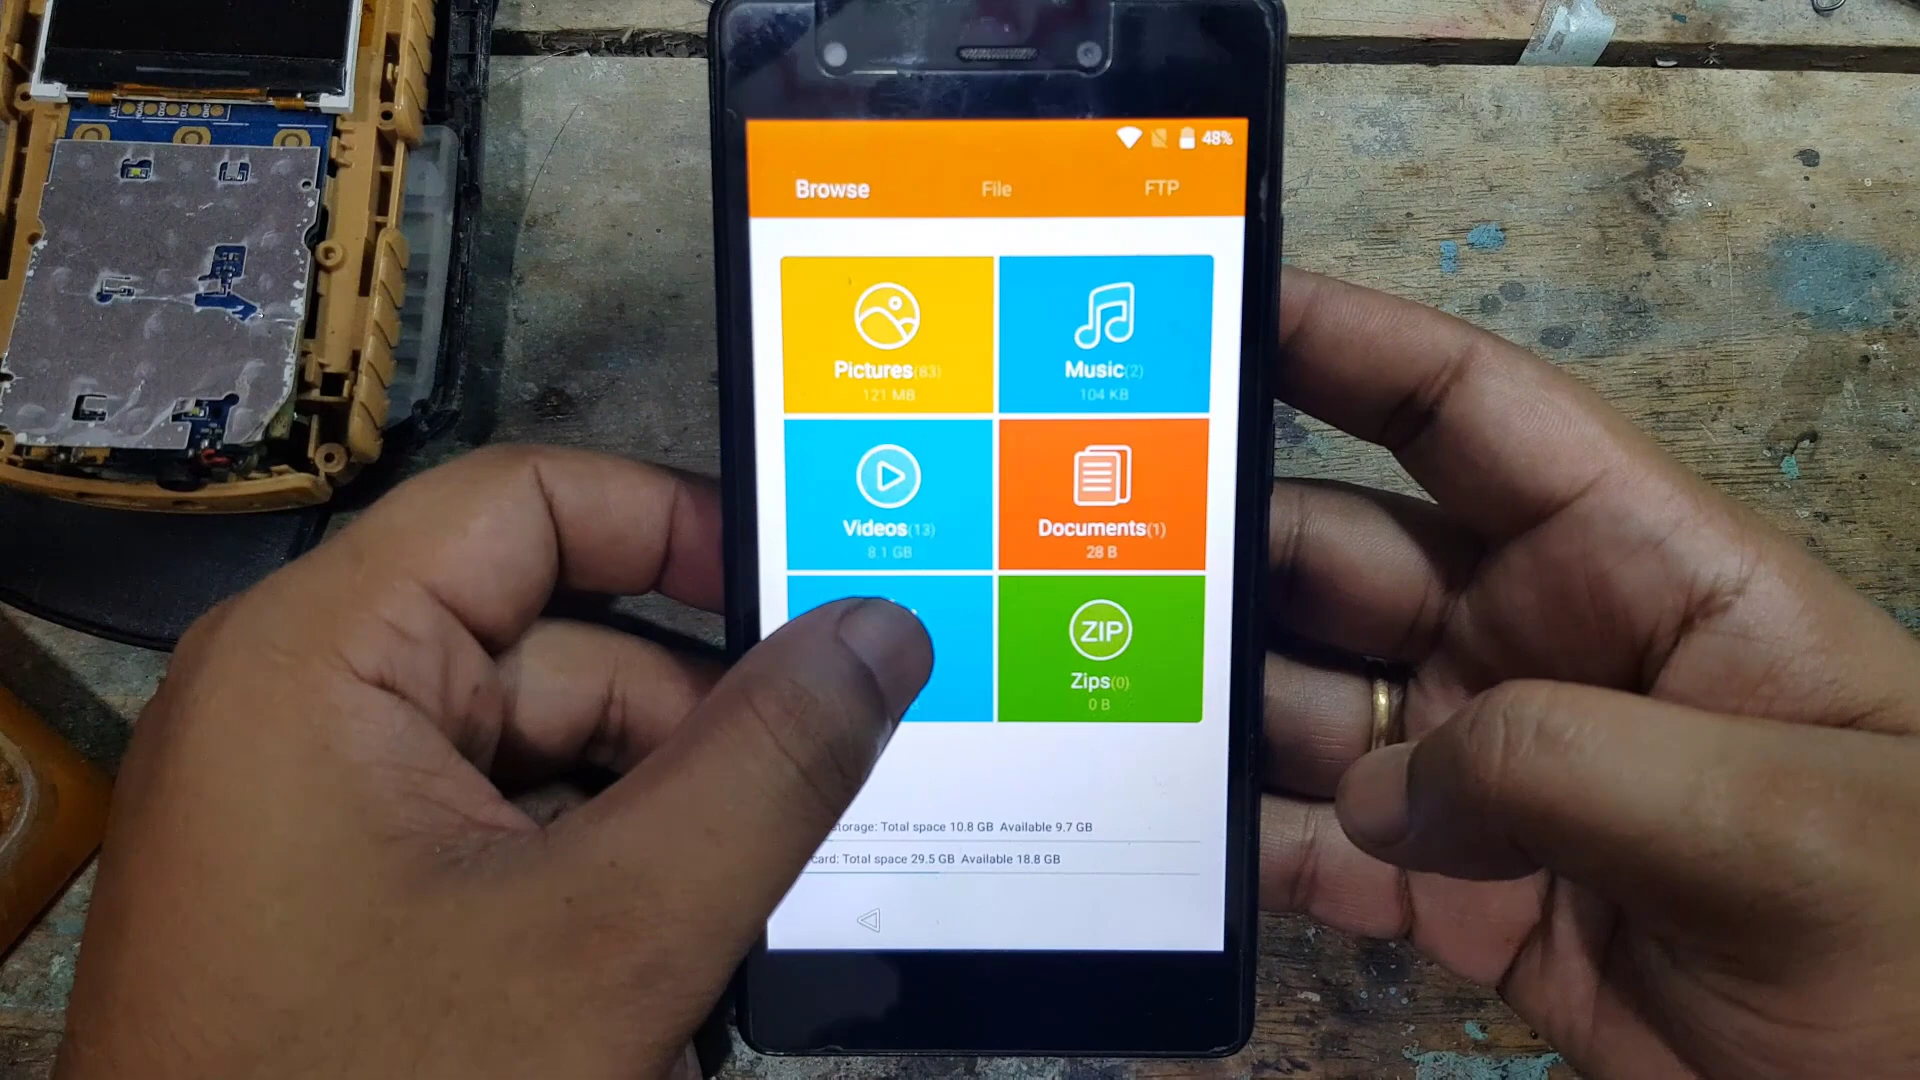 48%
Browse File FTP
Pictures(83)
121 MB
Music(2)
104 KB
Videos(13)
8.1 GB
Documents(1)
28 B
ZIP
Zips(0)
0 B
torage: Total space 10.8 GB Available 9.7 GB
card: Total space 29.5 GB Available 18.8 GB